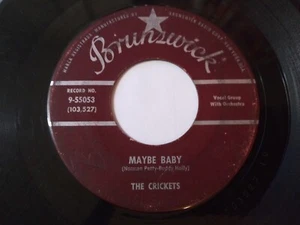 Brunswick
RECORD NO.
9-55053
(103,527)
Vocal Group
With Orchestra
MAYBE BABY
(Norman Petty-Buddy Holly)
THE CRICKETS